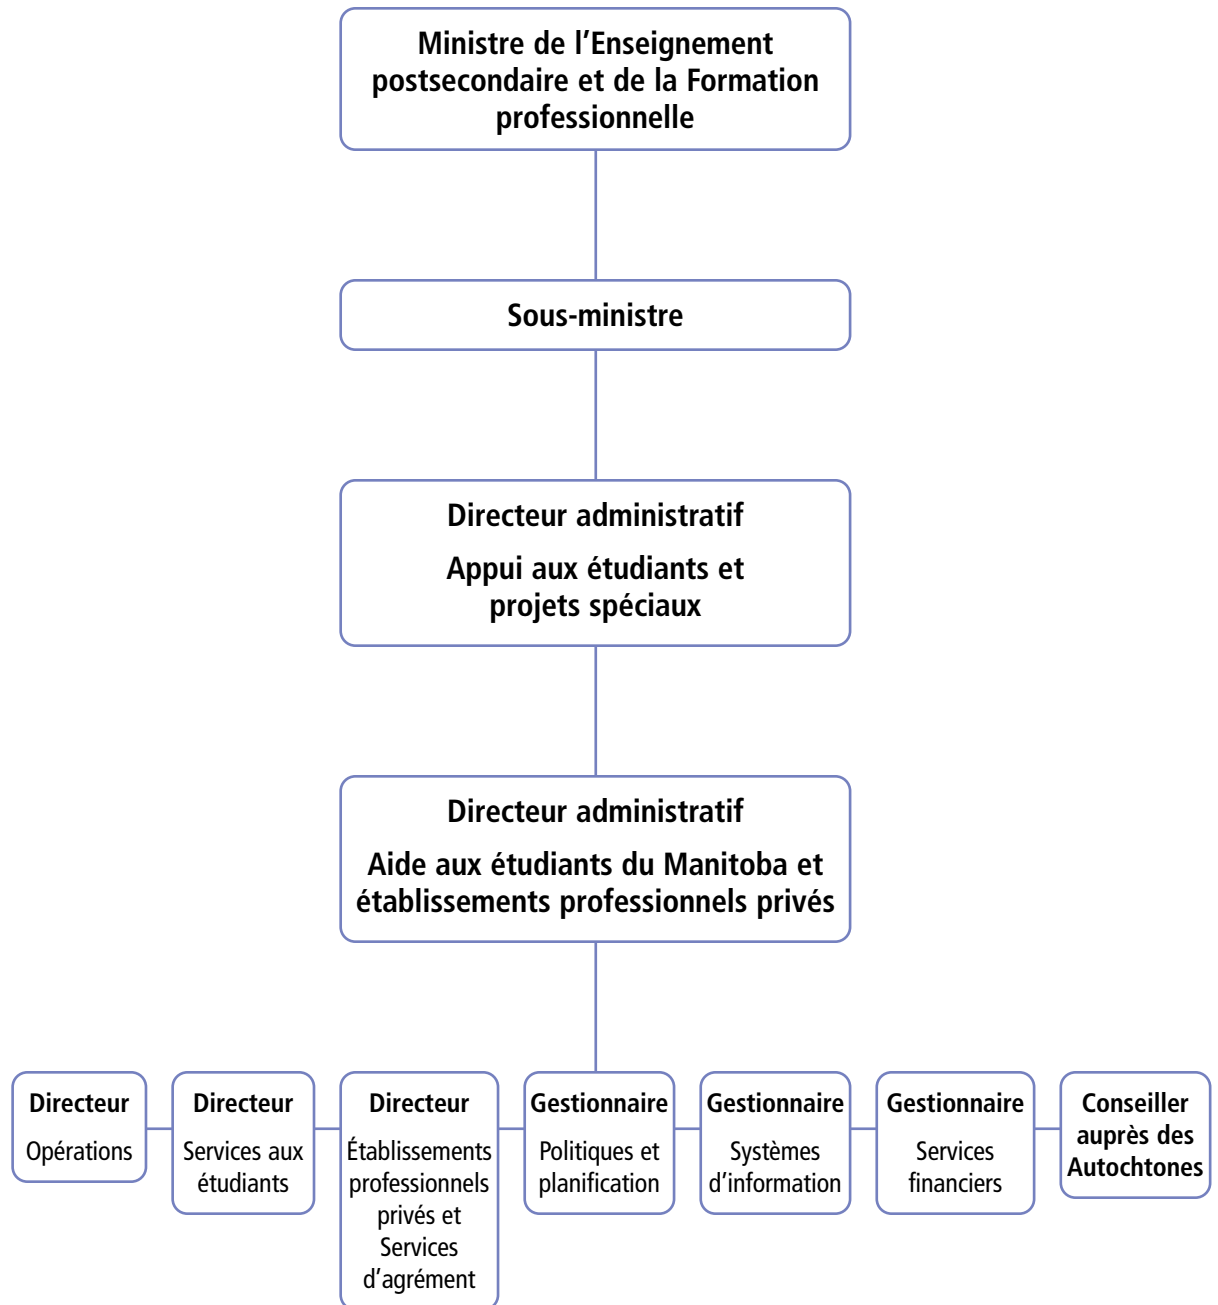 Ministre de l’Enseignement
postsecondaire et de la Formation
professionnelle
Sous-ministre
Directeur administratif
Appui aux étudiants et
projets spéciaux
Directeur administratif
Aide aux étudiants du Manitoba et
établissements professionnels privés
Directeur
Opérations
Directeur
Services aux
étudiants
Directeur
Établissements
professionnels
privés et
Services
d’agrément
Gestionnaire
Politiques et
planification
Gestionnaire
Systèmes
d’information
Gestionnaire
Services
financiers
Conseiller
auprès des
Autochtones